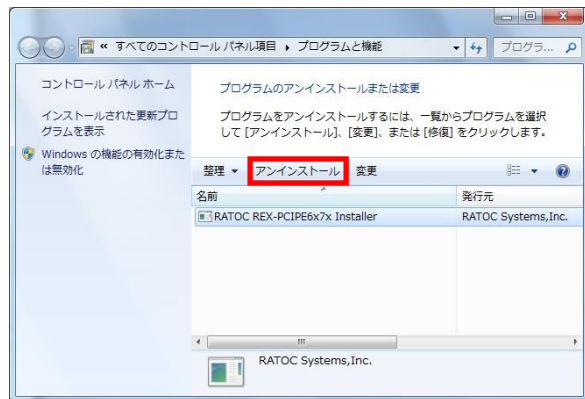 « すべてのコントロール パネル項目 ▸ プログラムと機能
プログラ...
コントロール パネル ホーム
インストールされた更新プロ
グラムを表示
Windows の機能の有効化また
は無効化
プログラムのアンインストールまたは変更
プログラムをアンインストールするには、一覧からプログラムを選択
して [アンインストール]、[変更]、または [修復] をクリックします。
整理 ▼ アンインストール 変更
名前 発行元
RATOC REX-PCIPE6x7x Installer RATOC Systems,Inc.
RATOC Systems,Inc.